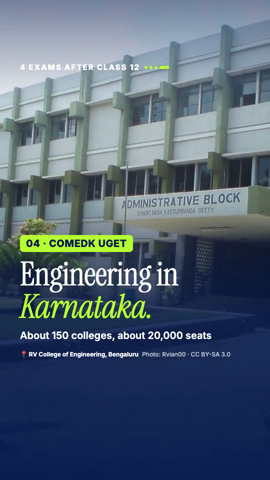 4 EXAMS AFTER CLASS 12
ADMINISTRATIVE BLOCK
04 · COMEDK UGET
Engineering in
Karnataka.
About 150 colleges, about 20,000 seats
📍 RV College of Engineering, Bengaluru Photo: Rvian00 · CC BY-SA 3.0